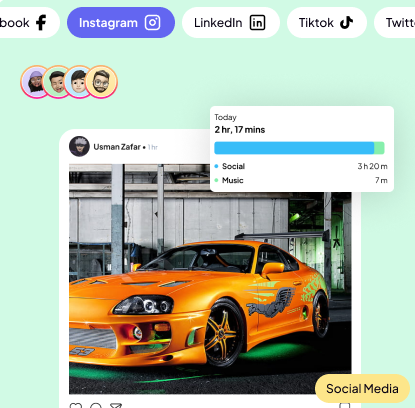 book
Instagram
LinkedIn
Tiktok
Twitt
Today
2 hr, 17 mins
Social 3 h 20 m
Music 7 m
Usman Zafar • 1 hr
Social Media